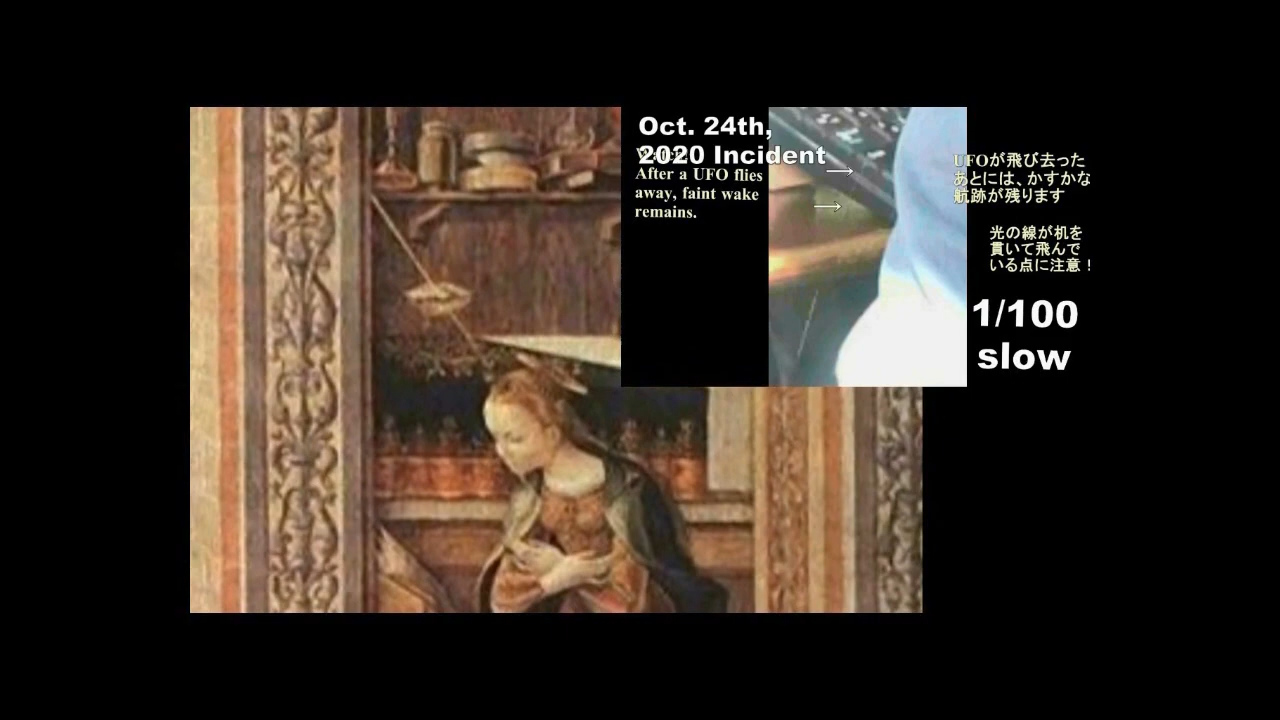 Oct. 24th,
2020 Incident
After a UFO flies
away, faint wake
remains.
UFOが飛び去った
あとには、かすかな
航跡が残ります
光の線が机を
貫いて飛んで
いる点に注意！
1/100
slow